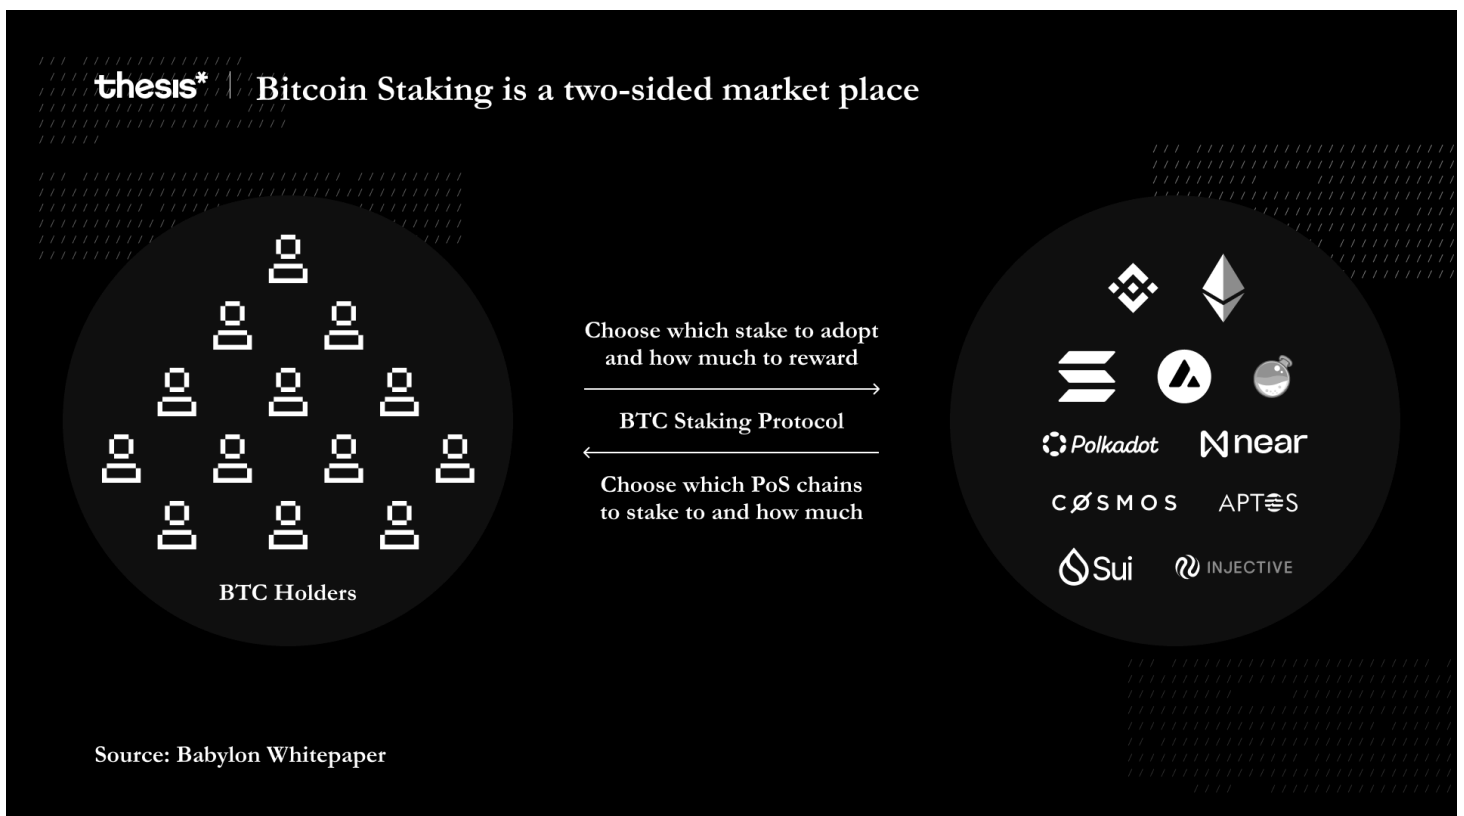 thesis*
Bitcoin Staking is a two-sided market place
Choose which stake to adopt
and how much to reward
BTC Staking Protocol
Choose which PoS chains
to stake to and how much
BTC Holders
Polkadot
near
CØSMOS
APTOS
Sui
INJECTIVE
Source: Babylon Whitepaper